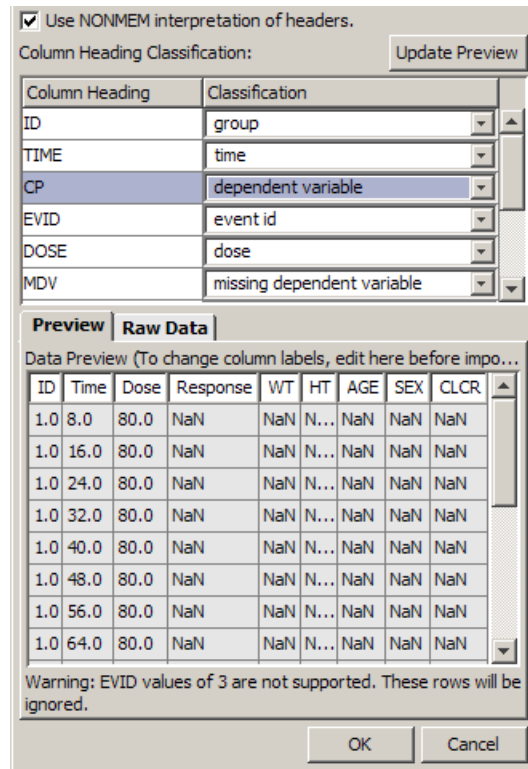 Use NONMEM interpretation of headers.
Column Heading Classification:
Update Preview
Column Heading Classification
ID group
TIME time
CP dependent variable
EVID event id
DOSE dose
MDV missing dependent variable
Preview Raw Data
Data Preview (To change column labels, edit here before impo...
ID Time Dose Response WT HT AGE SEX CLCR
1.0 8.0 80.0 NaN NaN N... NaN NaN NaN
1.0 16.0 80.0 NaN NaN N... NaN NaN NaN
1.0 24.0 80.0 NaN NaN N... NaN NaN NaN
1.0 32.0 80.0 NaN NaN N... NaN NaN NaN
1.0 40.0 80.0 NaN NaN N... NaN NaN NaN
1.0 48.0 80.0 NaN NaN N... NaN NaN NaN
1.0 56.0 80.0 NaN NaN N... NaN NaN NaN
1.0 64.0 80.0 NaN NaN N... NaN NaN NaN
Warning: EVID values of 3 are not supported. These rows will be
ignored.
OK Cancel